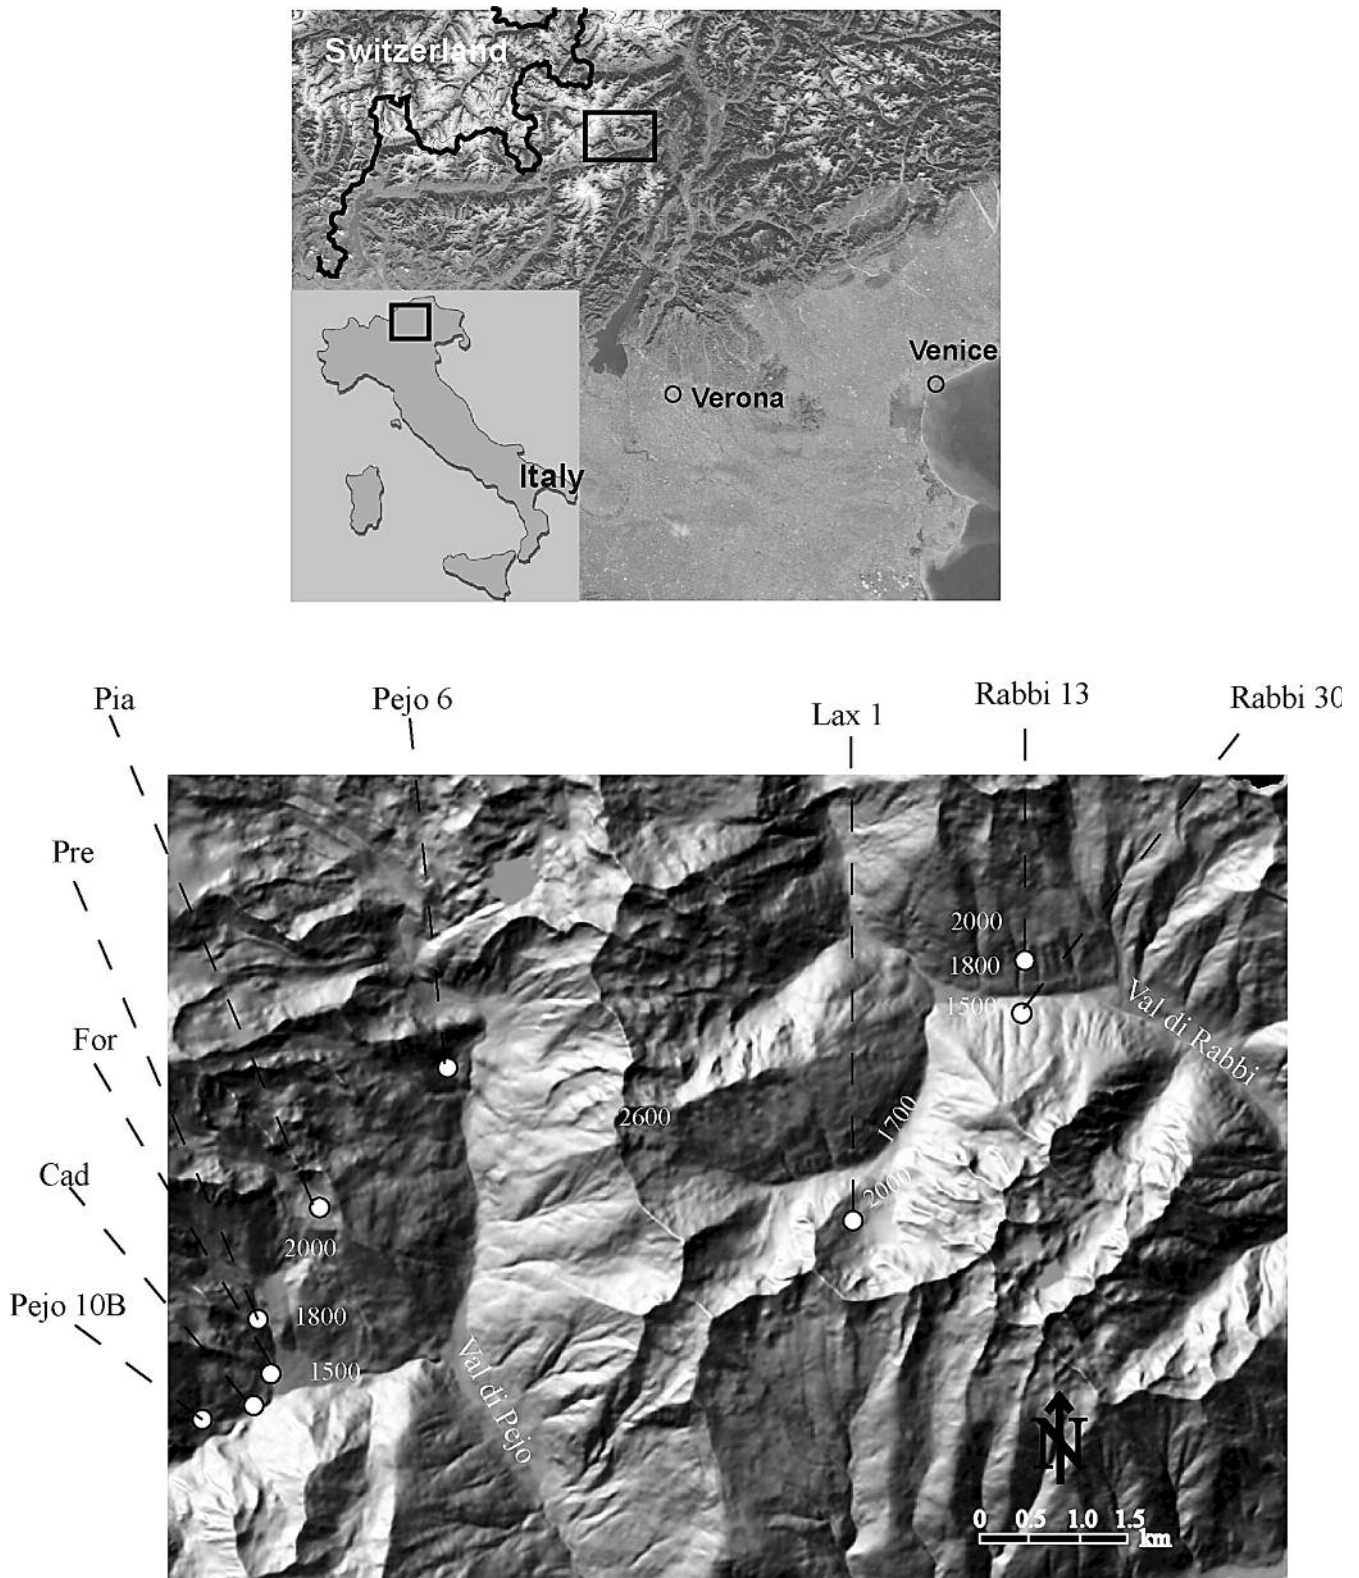 Switzerland
Venice
Verona
Italy
Pia
Pejo 6
Lax 1
Rabbi 13
Rabbi 30
Pre
For
Cad
Pejo 10B
2000
1800
1500
Val di Rabbi
2600
1700
2000
2000
1800
1500
Val di Pejo
N
0 0.5 1.0 1.5
km